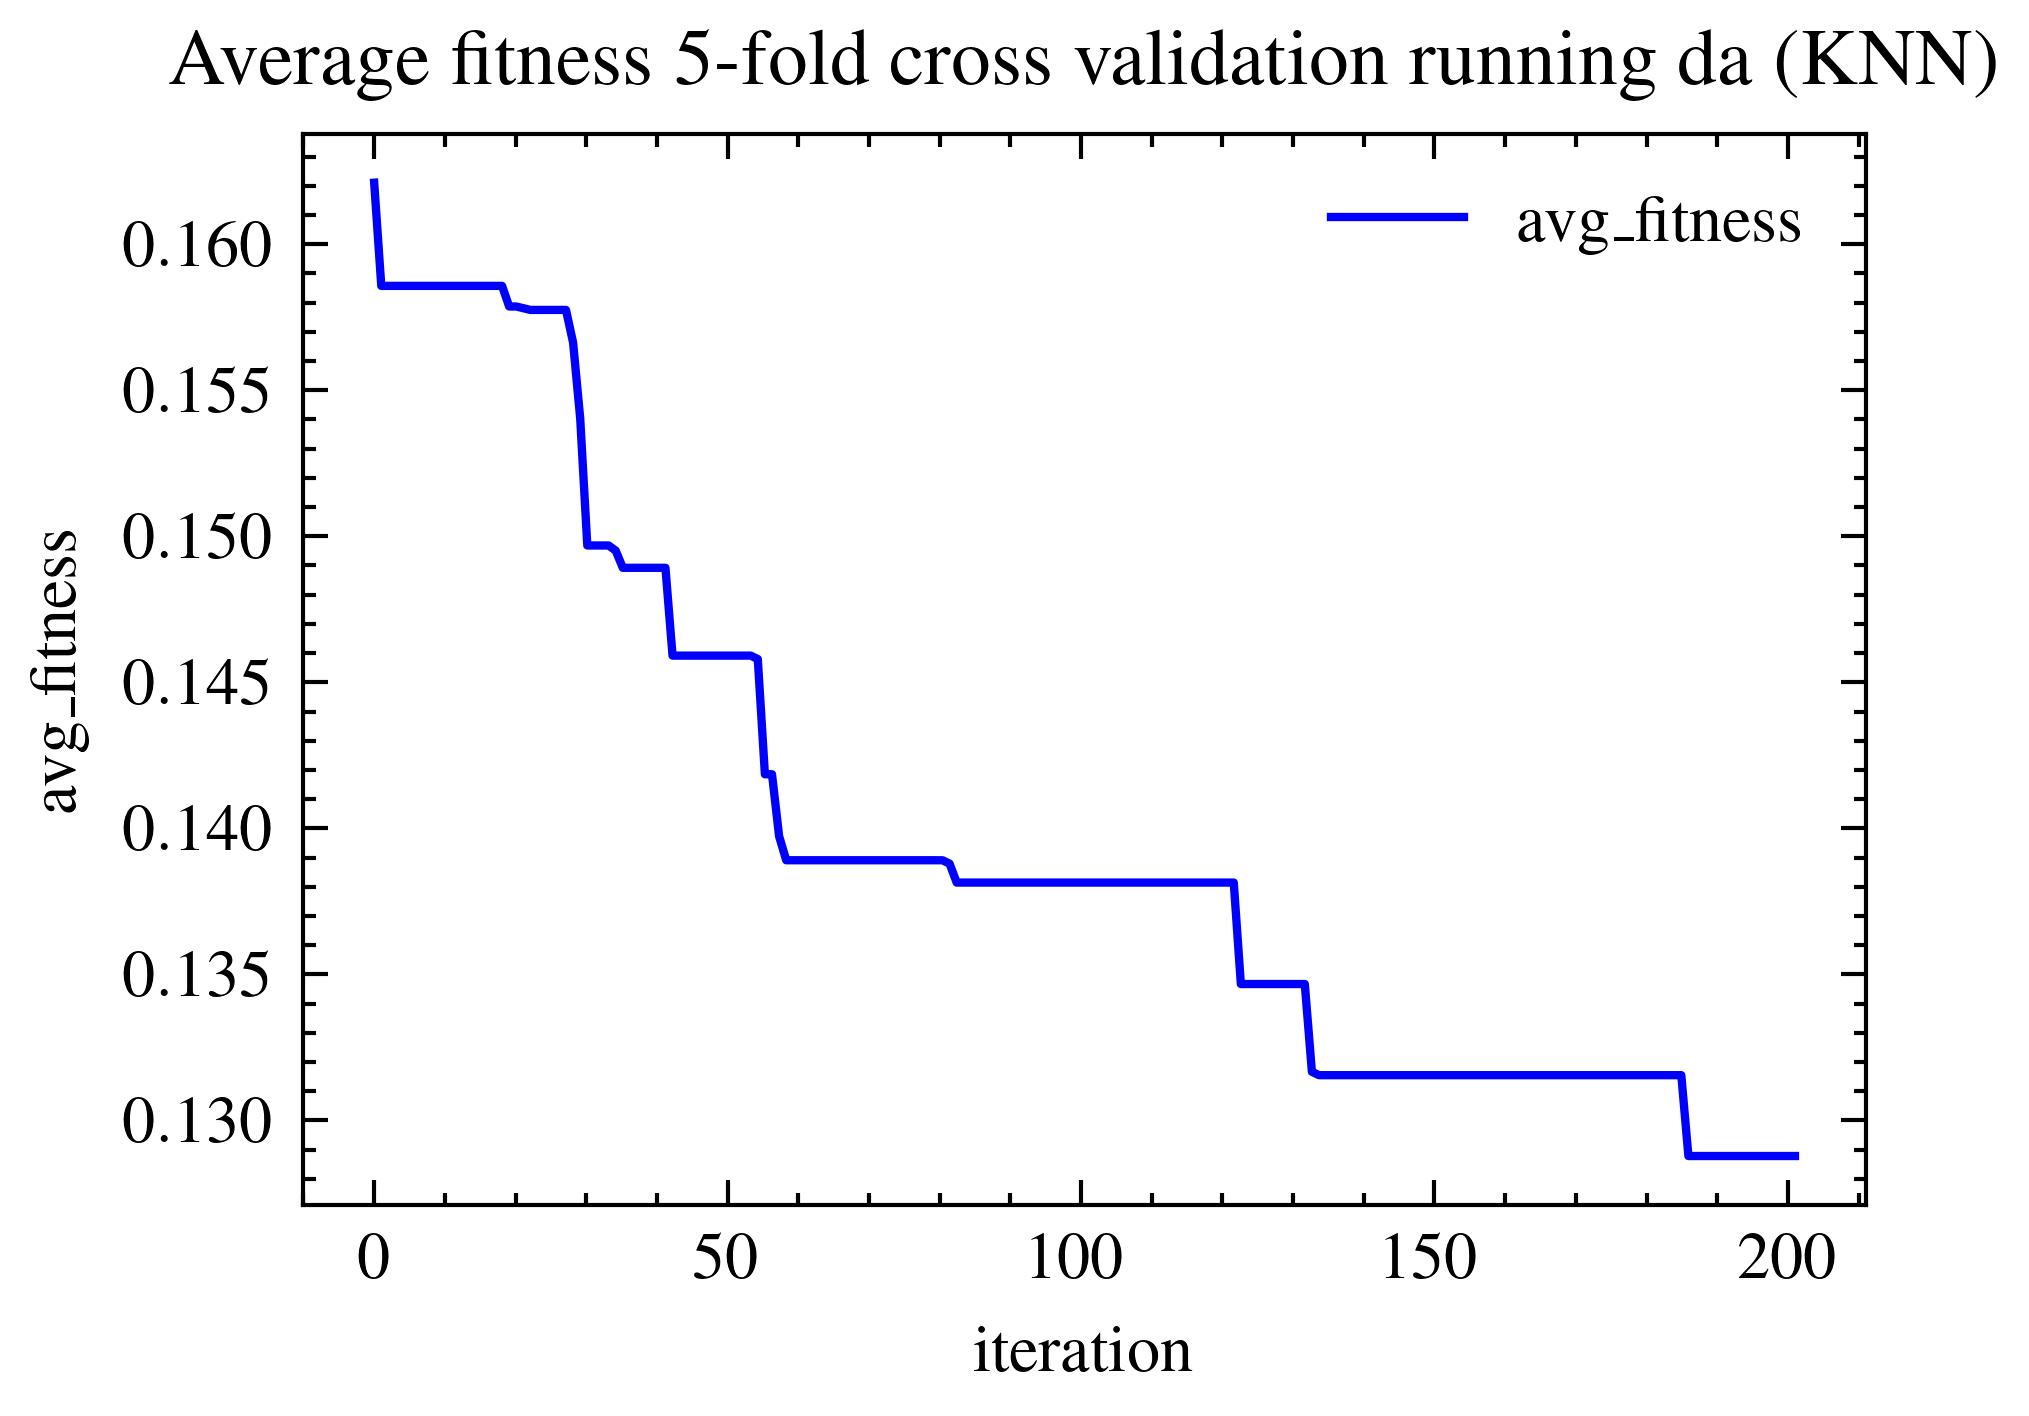 Average fitness 5-fold cross validation running da (KNN)
avg_fitness
0.160
0.155
0.150
0.145
0.140
0.135
0.130
avg_fitness
0 50 100 150 200
iteration